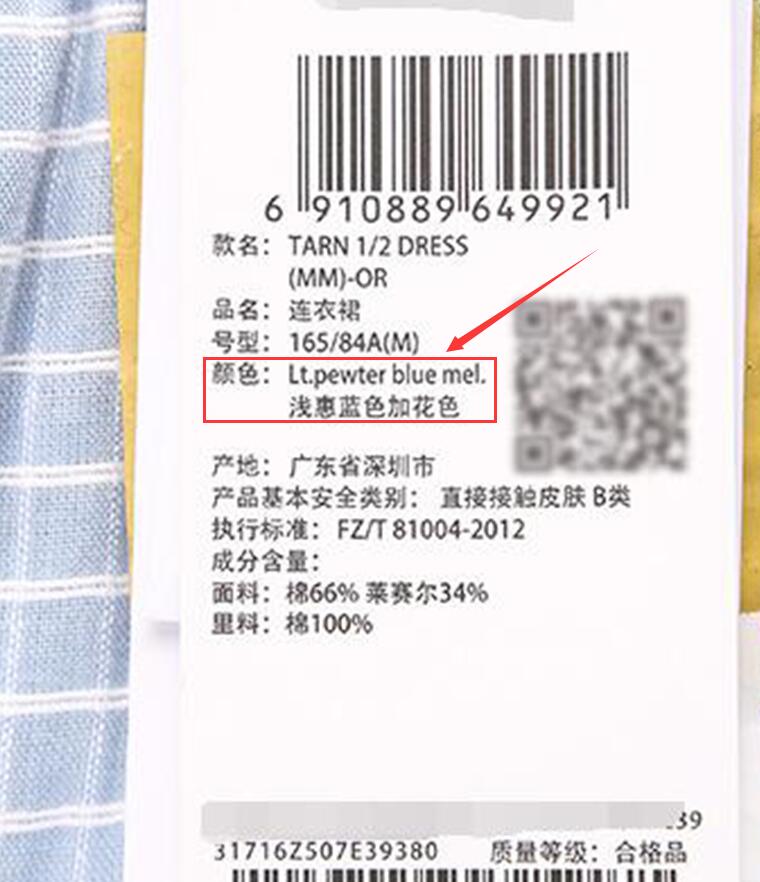 6 910889 649921
款名： TARN 1/2 DRESS
(MM)-OR
品名： 连衣裙
号型： 165/84A(M)
颜色： Lt.pewter blue mel.
浅惠蓝色加花色
产地： 广东省深圳市
产品基本安全类别： 直接接触皮肤 B类
执行标准： FZ/T 81004-2012
成分含量：
面料： 棉66% 莱赛尔34%
里料： 棉100%
39
31716Z507E39380 质量等级： 合格品